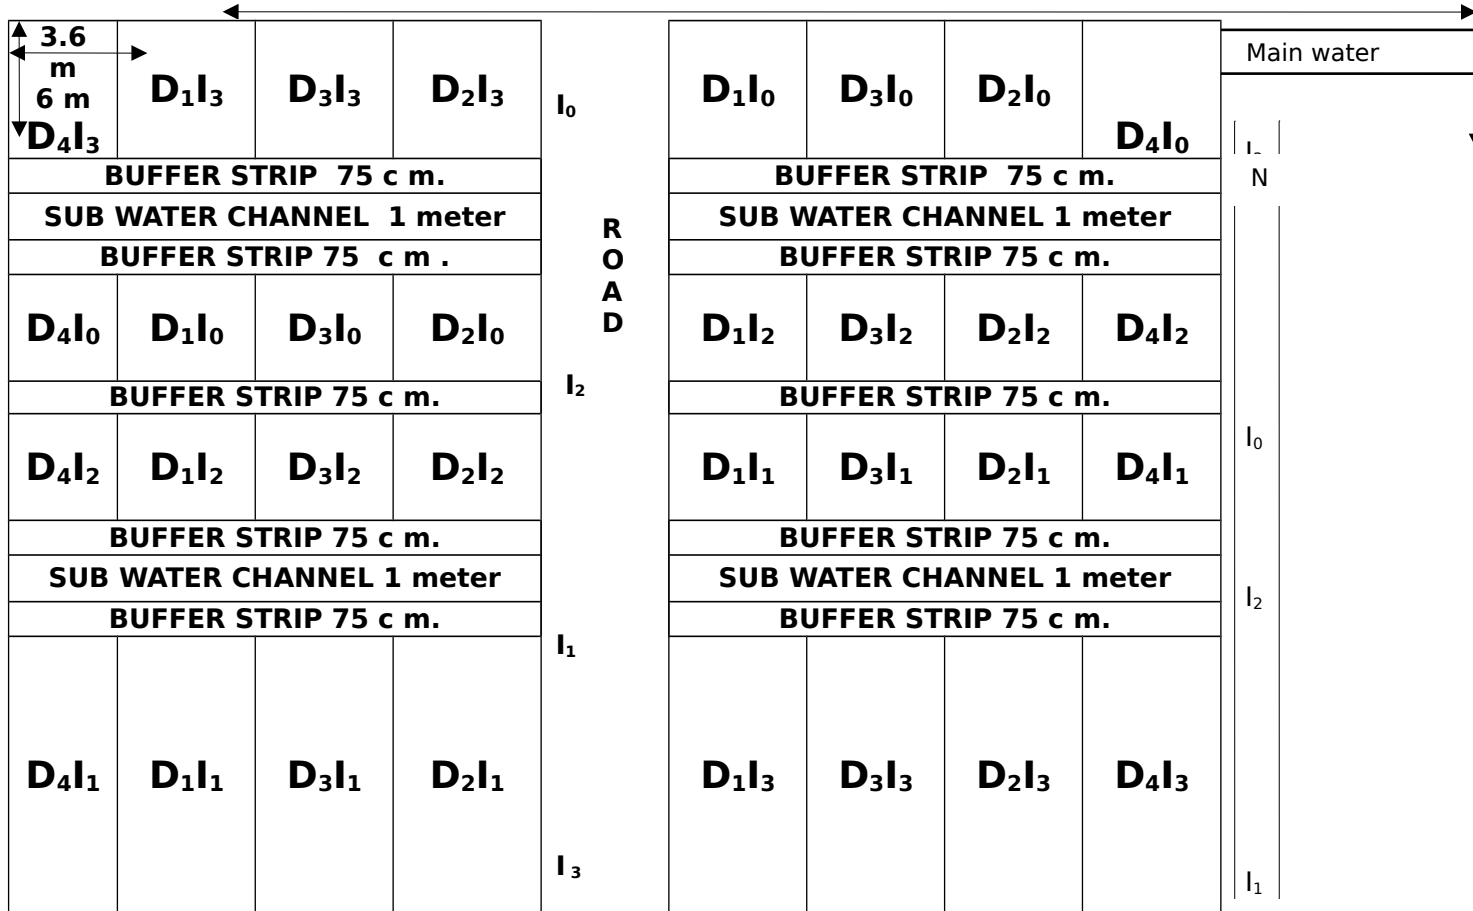 3.6
m
6 m
D₄I₃ D₁I₃ D₃I₃ D₂I₃ I₀ D₁I₀ D₃I₀ D₂I₀ D₄I₀
Main water
N
BUFFER STRIP 75 c m. BUFFER STRIP 75 c m.
SUB WATER CHANNEL 1 meter SUB WATER CHANNEL 1 meter
BUFFER STRIP 75 c m . BUFFER STRIP 75 c m.
R
O
A
D
D₄I₀ D₁I₀ D₃I₀ D₂I₀ D₁I₂ D₃I₂ D₂I₂ D₄I₂
I₂
BUFFER STRIP 75 c m. BUFFER STRIP 75 c m.
I₀
D₄I₂ D₁I₂ D₃I₂ D₂I₂ D₁I₁ D₃I₁ D₂I₁ D₄I₁
BUFFER STRIP 75 c m. BUFFER STRIP 75 c m.
SUB WATER CHANNEL 1 meter SUB WATER CHANNEL 1 meter
I₂
BUFFER STRIP 75 c m. BUFFER STRIP 75 c m.
I₁
D₄I₁ D₁I₁ D₃I₁ D₂I₁ D₁I₃ D₃I₃ D₂I₃ D₄I₃
I ₃
I₁